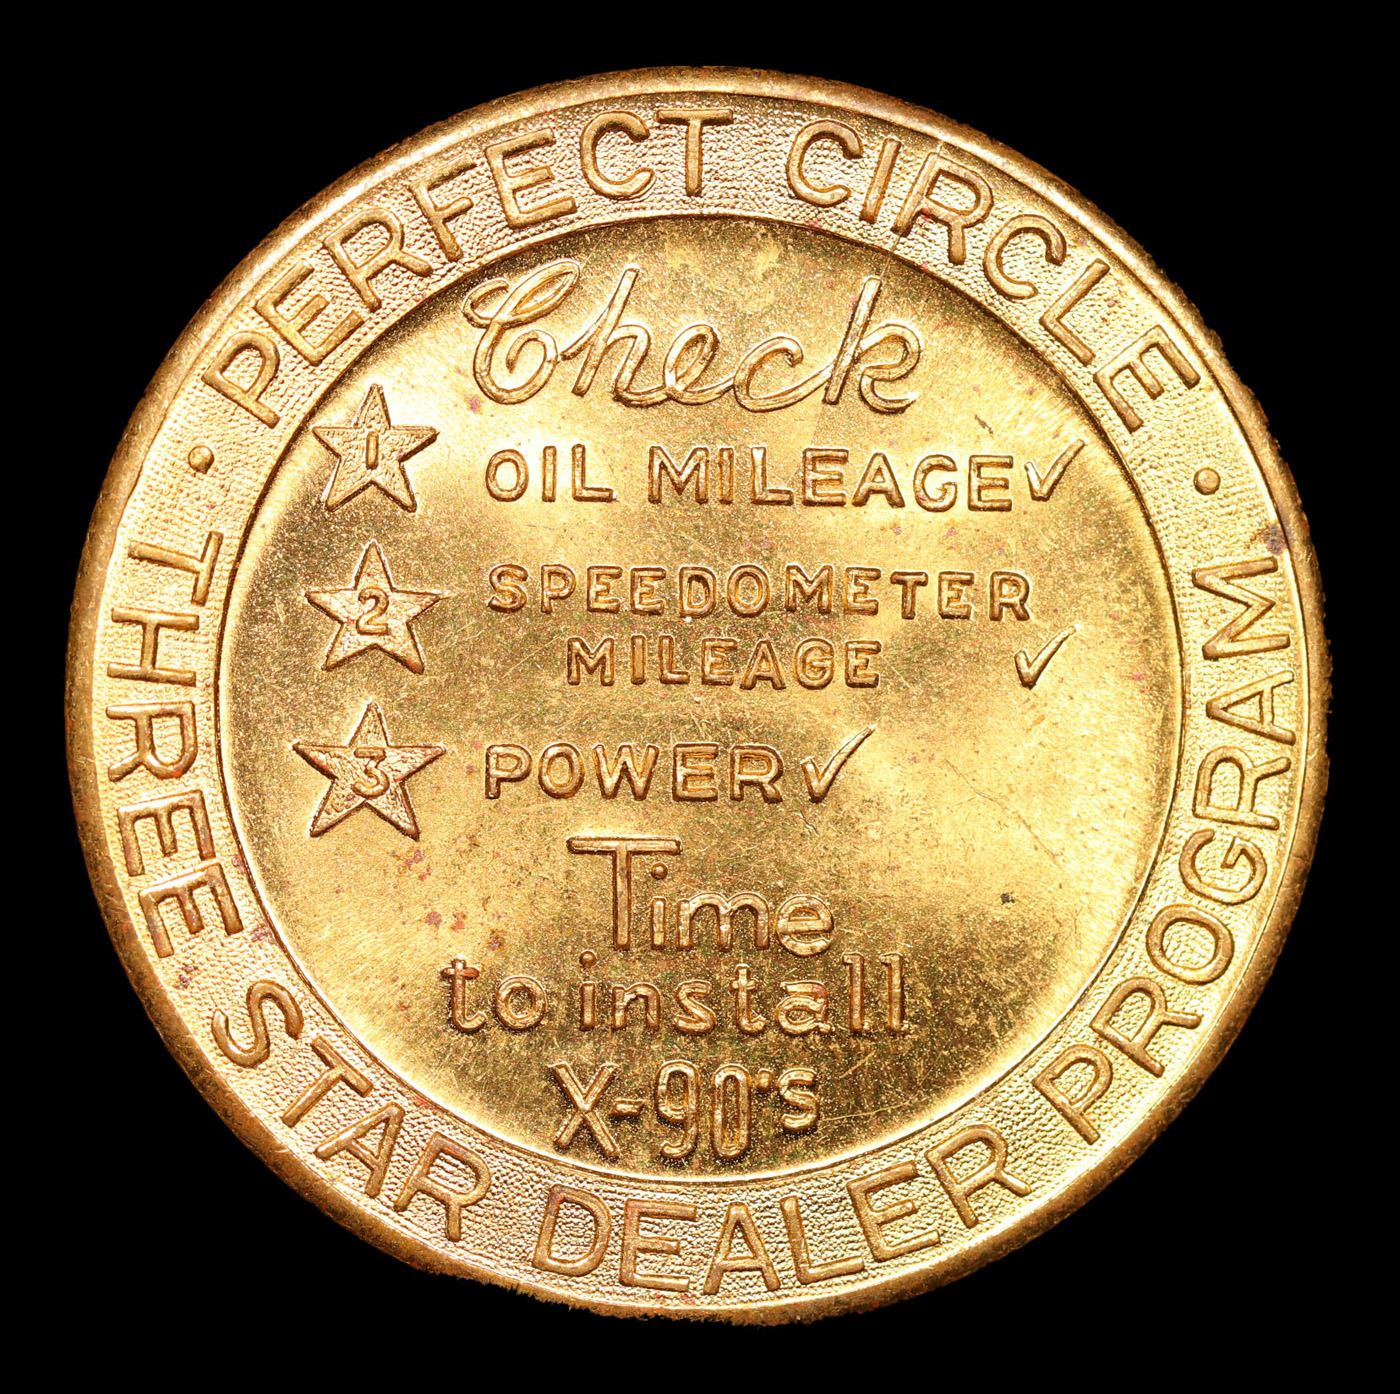 · PERFECT CIRCLE ·
Check
1 OIL MILEAGE✓
2 SPEEDOMETER
MILEAGE ✓
3 POWER✓
Time
to install
X-90's
THREE STAR DEALER PROGRAM